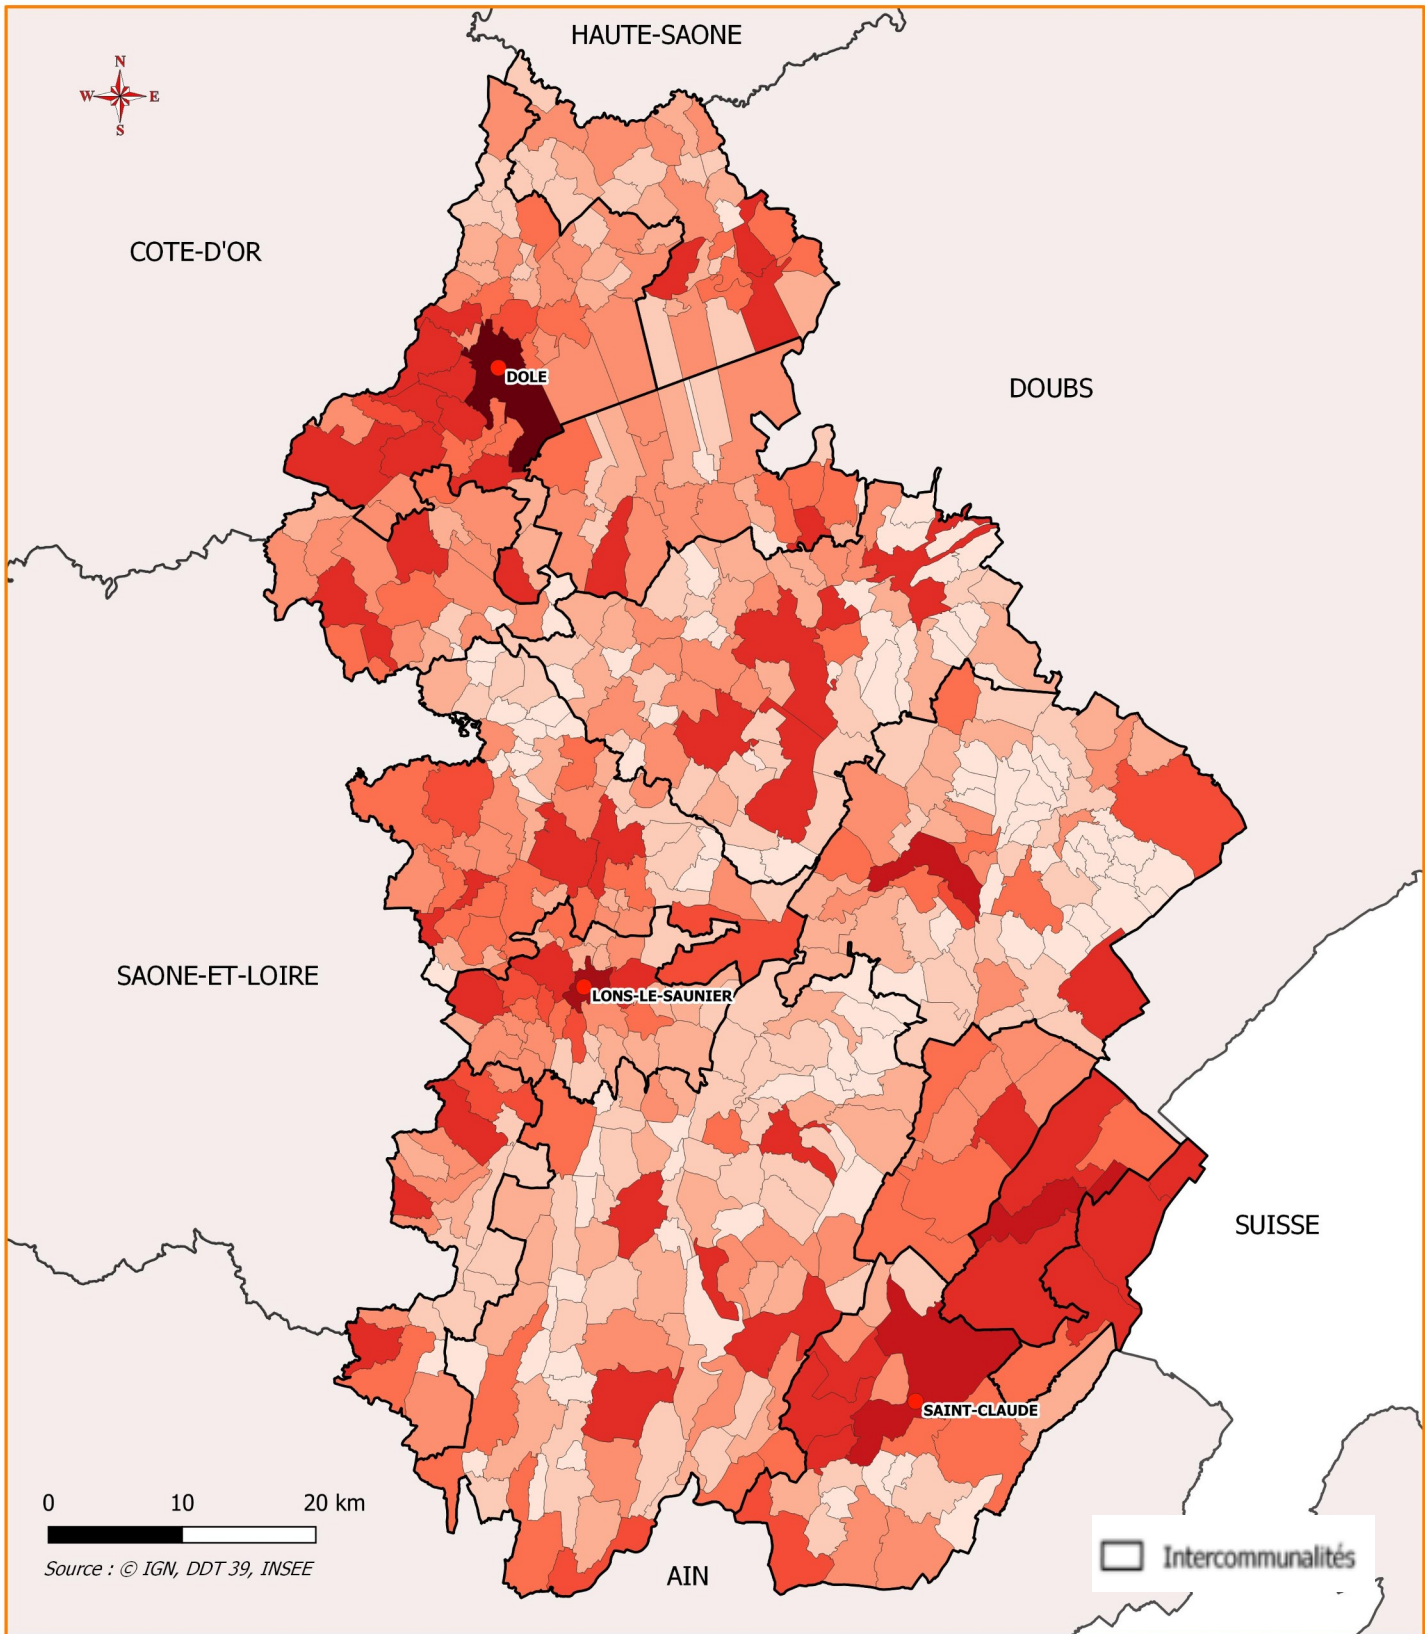 HAUTE-SAONE
N
W E
S
COTE-D'OR
DOLE
DOUBS
SAONE-ET-LOIRE
LONS-LE-SAUNIER
SUISSE
SAINT-CLAUDE
0 10 20 km
Source : © IGN, DDT 39, INSEE
AIN
Intercommunalités